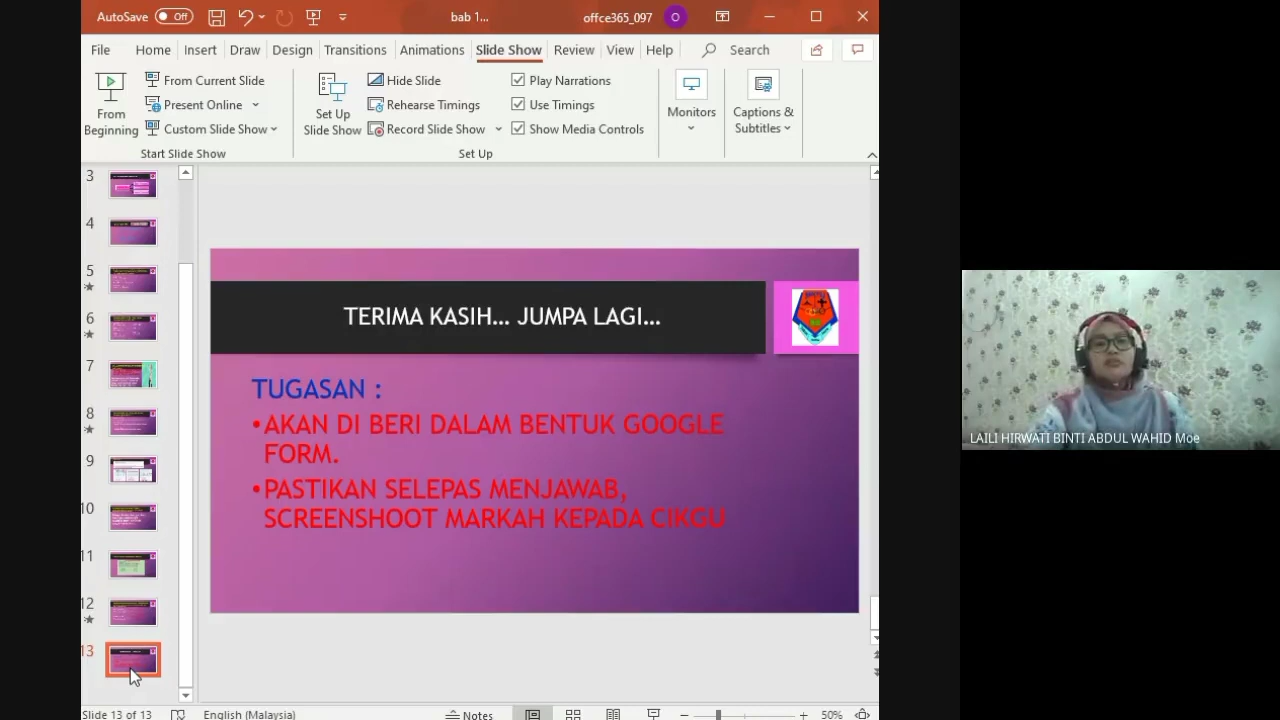 AutoSave Off
bab 1...
offce365_097
O
File Home Insert Draw Design Transitions Animations Slide Show Review View Help Search
From Beginning
From Current Slide
Present Online
Custom Slide Show
Start Slide Show
Set Up Slide Show
Hide Slide
Rehearse Timings
Record Slide Show
Play Narrations
Use Timings
Show Media Controls
Set Up
Monitors
Captions & Subtitles
3
4
5
6
7
8
9
10
11
12
13
TERIMA KASIH... JUMPA LAGI...
TUGASAN :
•AKAN DI BERI DALAM BENTUK GOOGLE
FORM.
•PASTIKAN SELEPAS MENJAWAB,
SCREENSHOOT MARKAH KEPADA CIKGU
LAILI HIRWATI BINTI ABDUL WAHID Moe
Slide 13 of 13 English (Malaysia) Notes 50%